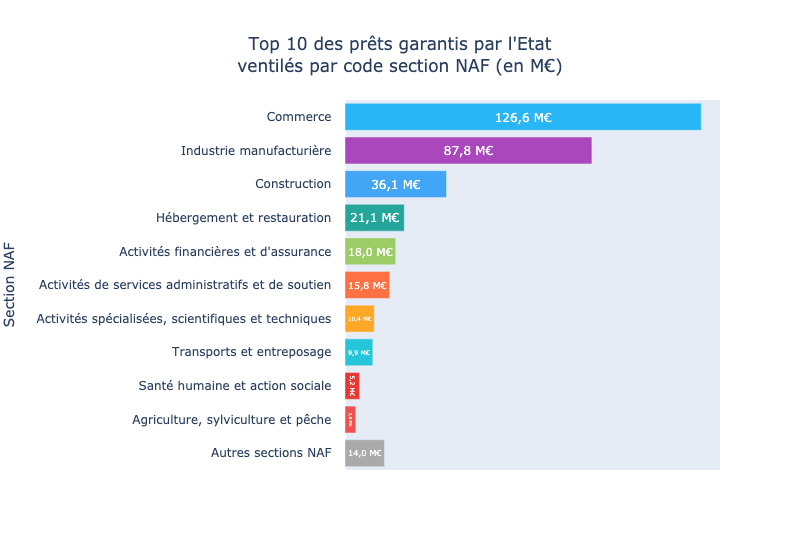 Top 10 des prêts garantis par l'Etat
ventilés par code section NAF (en M€)
Section NAF
Commerce 126,6 M€
Industrie manufacturière 87,8 M€
Construction 36,1 M€
Hébergement et restauration 21,1 M€
Activités financières et d'assurance 18,0 M€
Activités de services administratifs et de soutien 15,8 M€
Activités spécialisées, scientifiques et techniques 10,4 M€
Transports et entreposage 9,9 M€
Santé humaine et action sociale 5,2 M€
Agriculture, sylviculture et pêche
Autres sections NAF 14,0 M€